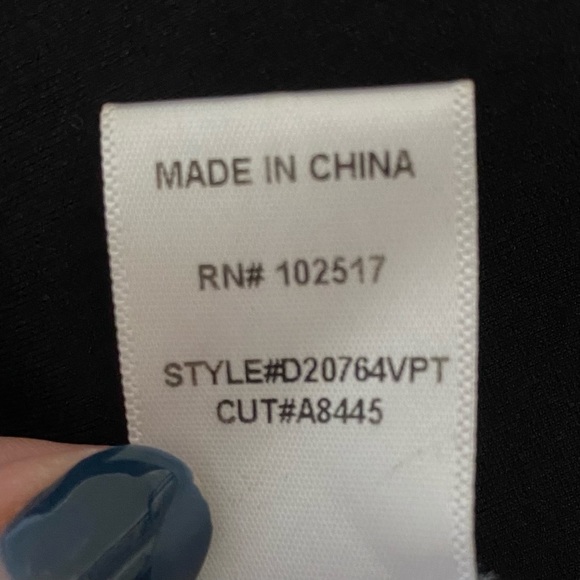 MADE IN CHINA
RN# 102517
STYLE#D20764VPT
CUT#A8445